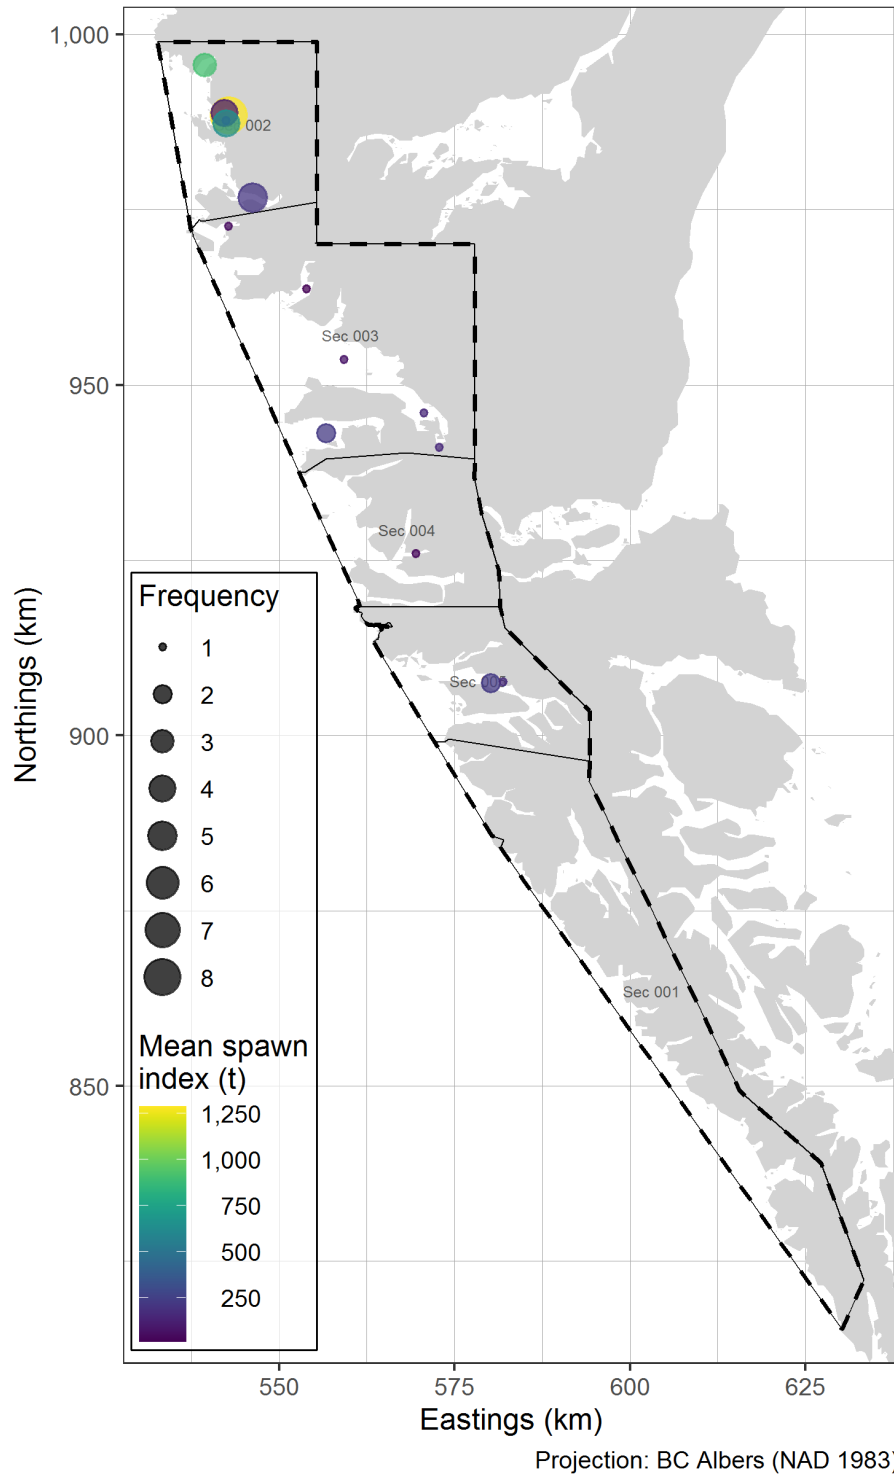 1,000
950
900
850
Northings (km)
002
Sec 003
Sec 004
Sec 005
Sec 001
Frequency
1
2
3
4
5
6
7
8
Mean spawn
index (t)
1,250
1,000
750
500
250
550
575
600
625
Eastings (km)
Projection: BC Albers (NAD 1983)